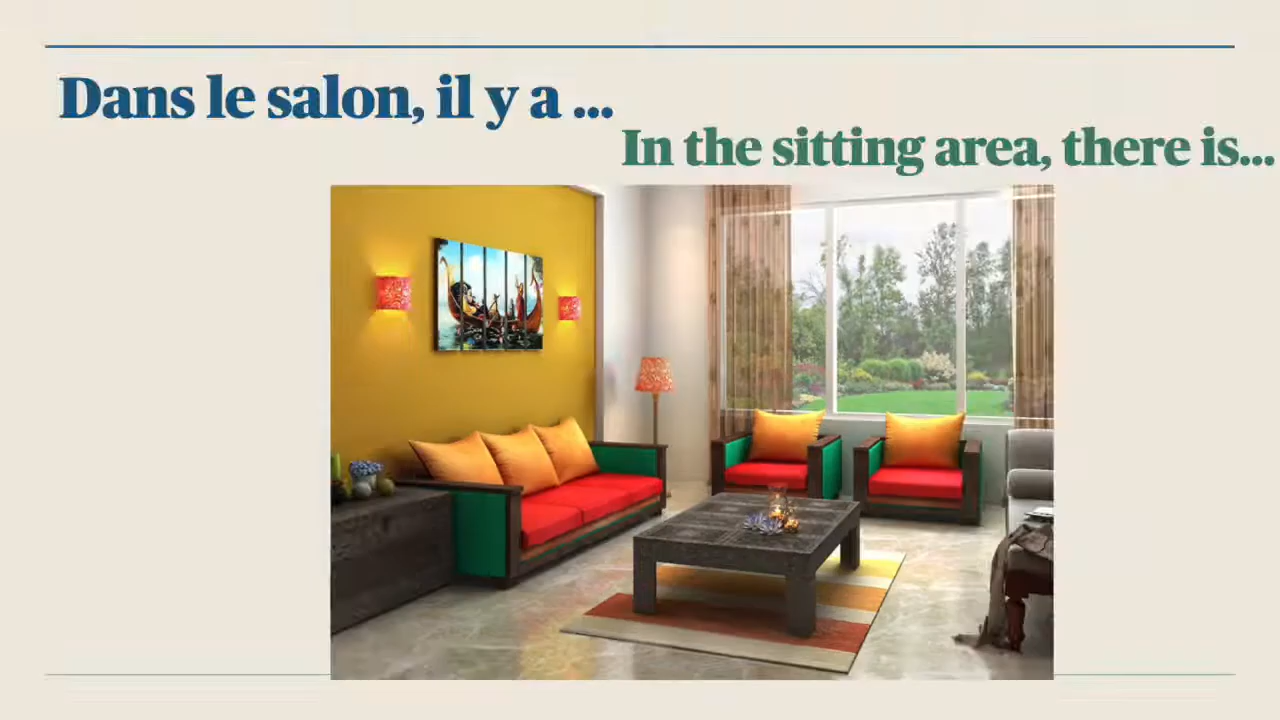 Dans le salon, il y a ...
In the sitting area, there is...